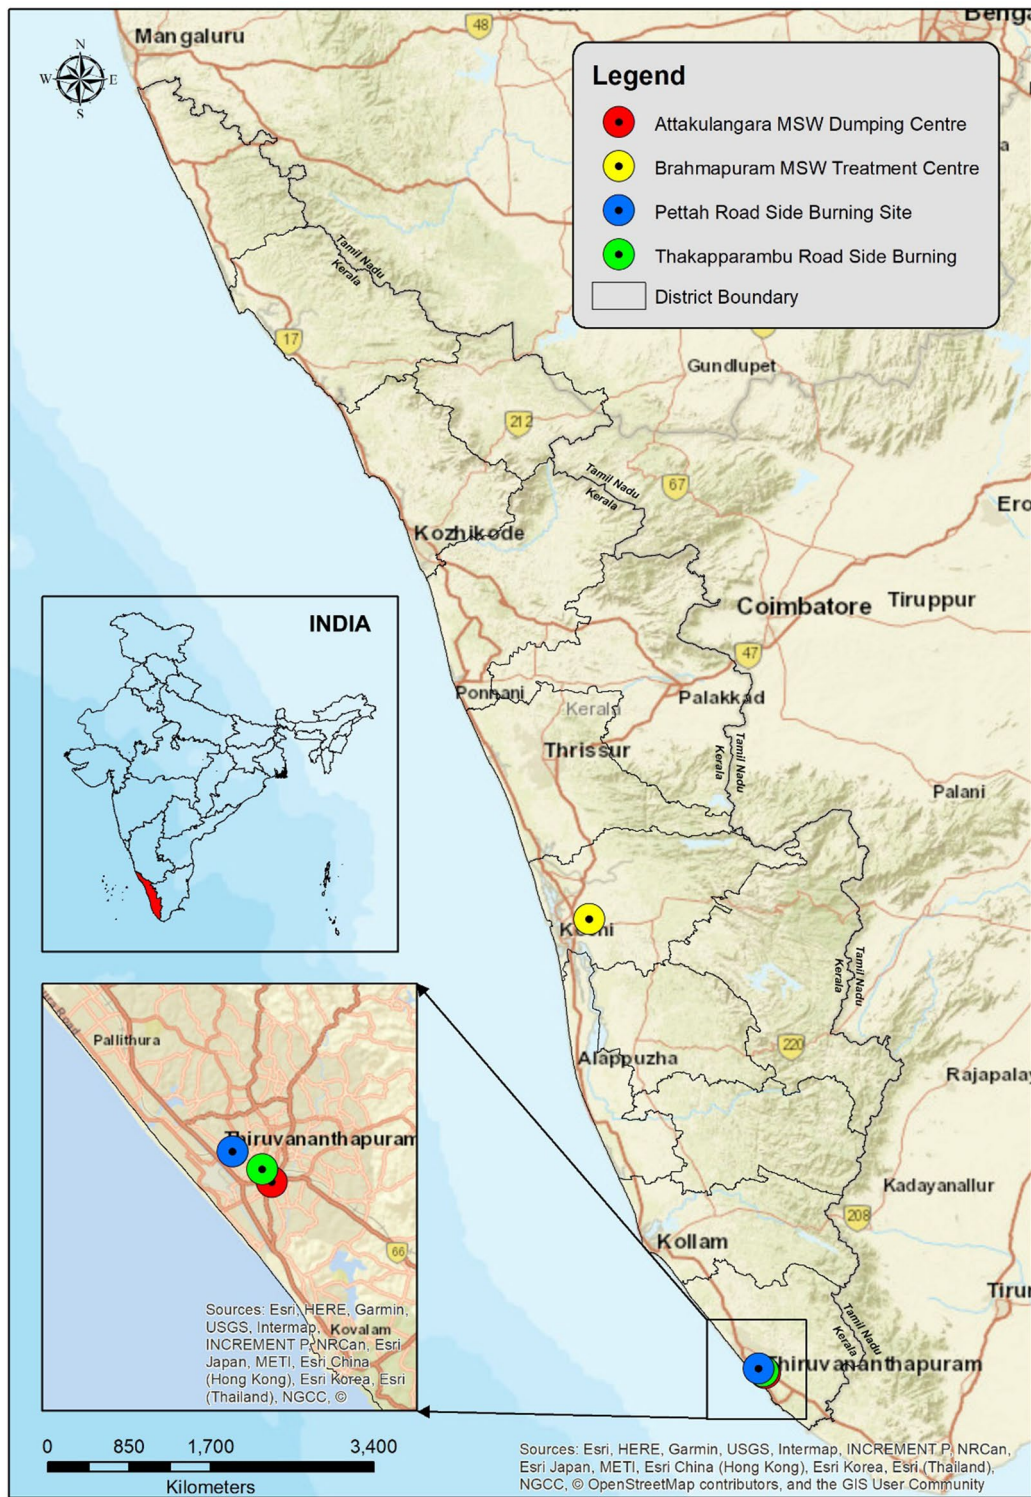 Mangaluru
48
Benga
N
W
E
S
Legend
Attakulangara MSW Dumping Centre
Brahmapuram MSW Treatment Centre
Pettah Road Side Burning Site
Thakapparambu Road Side Burning
District Boundary
Tamil Nadu
Kerala
17
Gundlupet
212
67
Tamil Nadu
Kerala
Ero
Kozhikode
Coimbatore
Tiruppur
INDIA
47
Ponnani
Palakkad
Kerala
Thrissur
Tamil Nadu
Kerala
Palani
Kochi
Tamil Nadu
Kerala
220
Alappuzha
Rajapalay
Kadayanallur
208
Kollam
Tirun
Tamil Nadu
Kerala
Thiruvananthapuram
Pallithura
Thiruvananthapuram
66
Kovalam
Sources: Esri, HERE, Garmin,
USGS, Intermap,
INCREMENT P, NRCan, Esri
Japan, METI, Esri China
(Hong Kong), Esri Korea, Esri
(Thailand), NGCC, ©
0 850 1,700 3,400
Kilometers
Sources: Esri, HERE, Garmin, USGS, Intermap, INCREMENT P, NRCan,
Esri Japan, METI, Esri China (Hong Kong), Esri Korea, Esri (Thailand),
NGCC, © OpenStreetMap contributors, and the GIS User Community